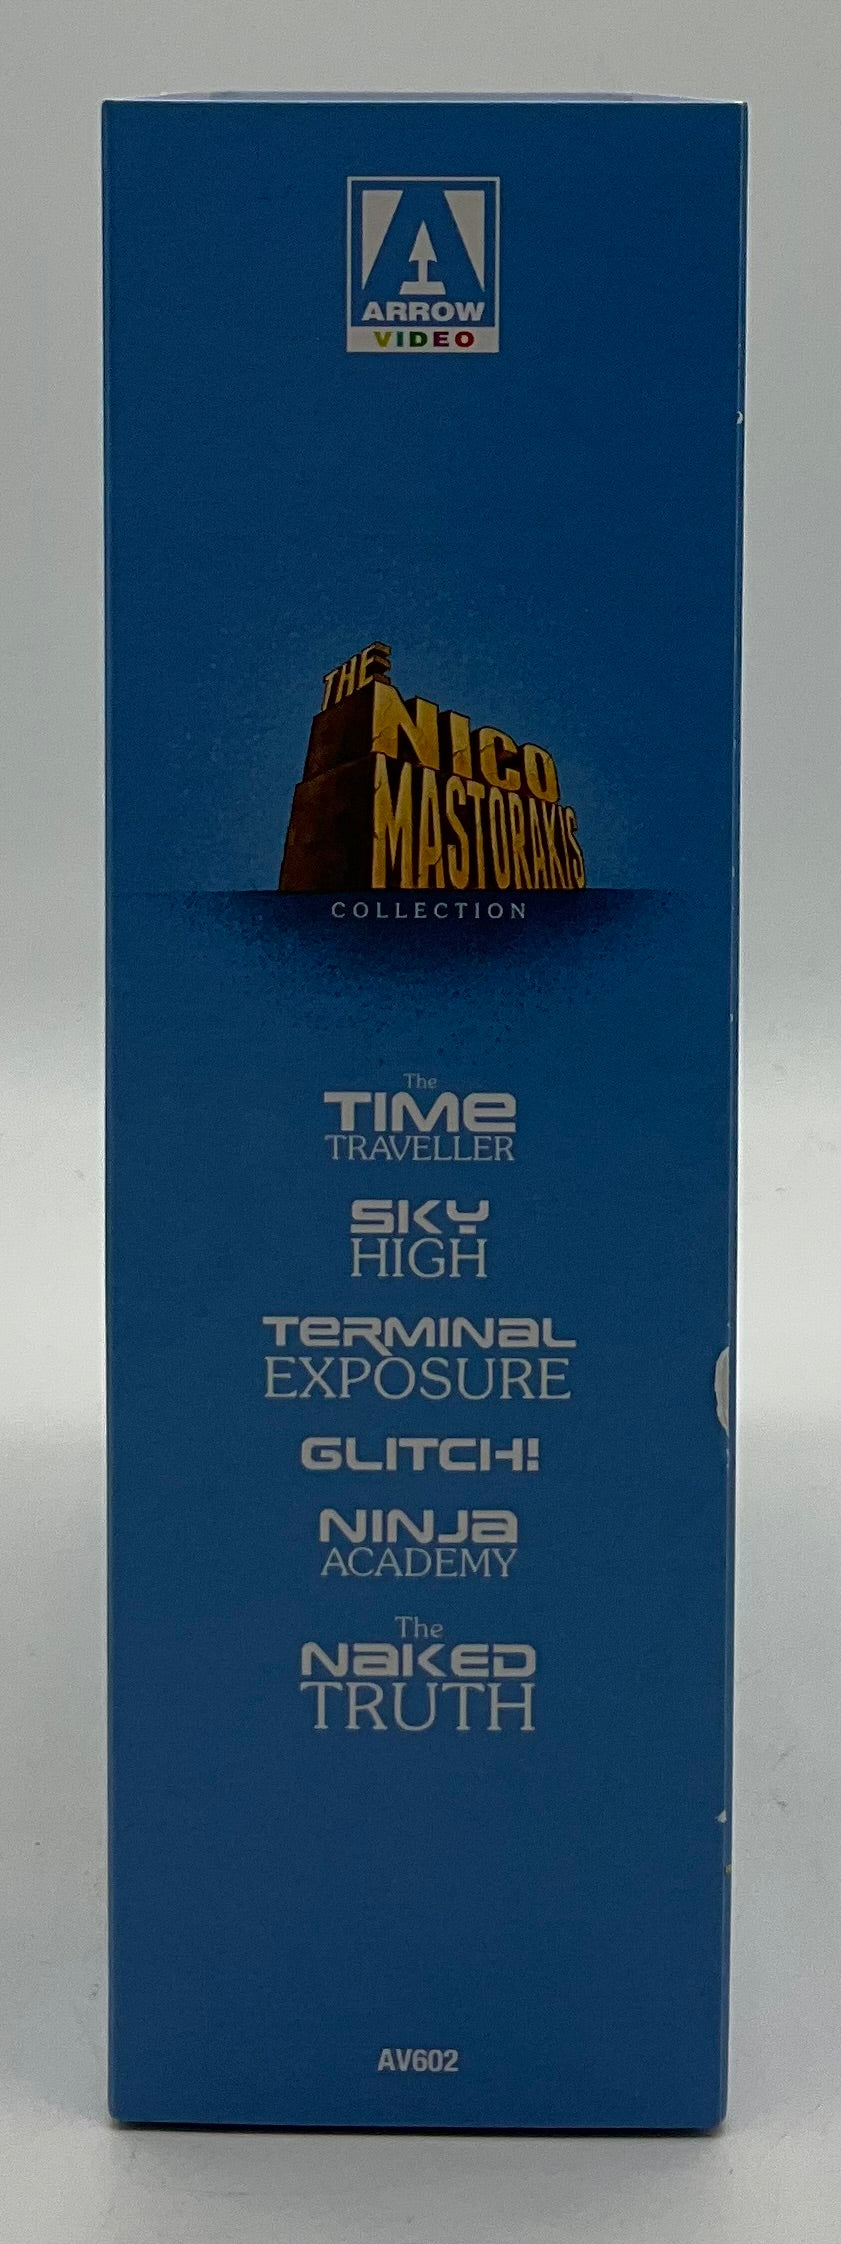 ARROW
VIDEO
THE
NICO
MASTORAKIS
COLLECTION
The
TIME
TRAVELLER
SKY
HIGH
TERMINAL
EXPOSURE
GLITCH!
NINJA
ACADEMY
The
NAKED
TRUTH
AV602